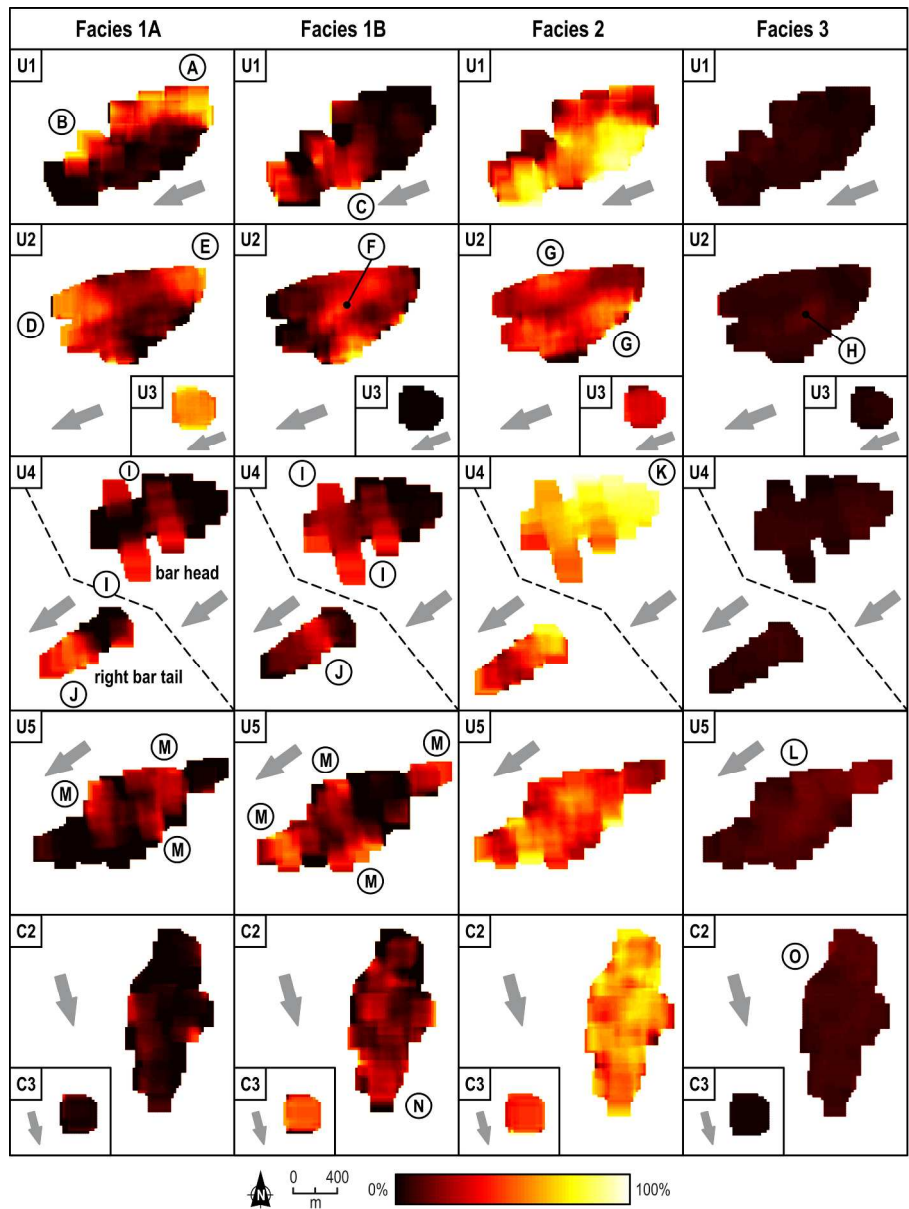 Facies 1A Facies 1B Facies 2 Facies 3
U1 A U1 U1 U1
B
C
U2 E U2 F U2 G U2
D G H
U3 U3 U3 U3
U4 I U4 I U4 K U4
bar head I
I
J right bar tail J
U5 M U5 M M U5 U5 L
M M
M M
C2 C2 C2 C2 O
C3 C3 N C3 C3
N 0 400 0% 100%
m